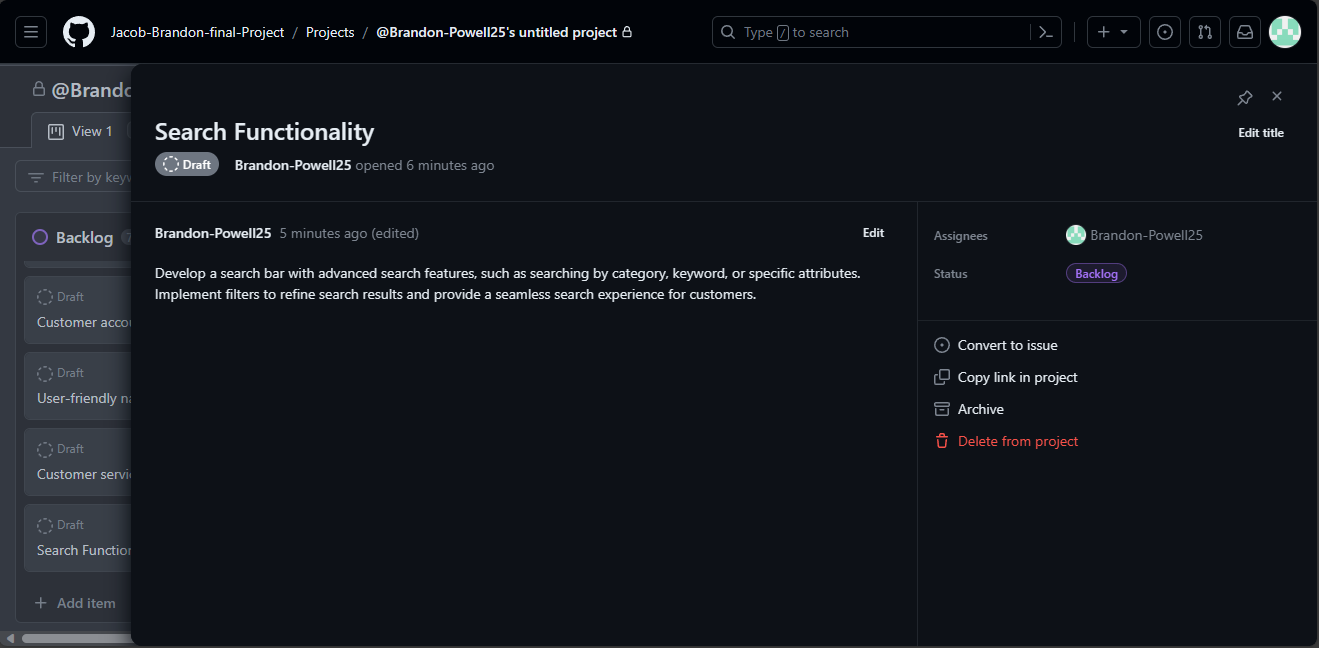 Jacob-Brandon-final-Project / Projects / @Brandon-Powell25's untitled project
Type / to search
@Brando
View 1
Filter by keyw
Backlog
Draft
Customer accou
Draft
User-friendly na
Draft
Customer servi
Draft
Search Function
Add item
Search Functionality
Edit title
Draft
Brandon-Powell25 opened 6 minutes ago
Brandon-Powell25 5 minutes ago (edited)
Edit
Develop a search bar with advanced search features, such as searching by category, keyword, or specific attributes.
Implement filters to refine search results and provide a seamless search experience for customers.
Assignees
Brandon-Powell25
Status
Backlog
Convert to issue
Copy link in project
Archive
Delete from project